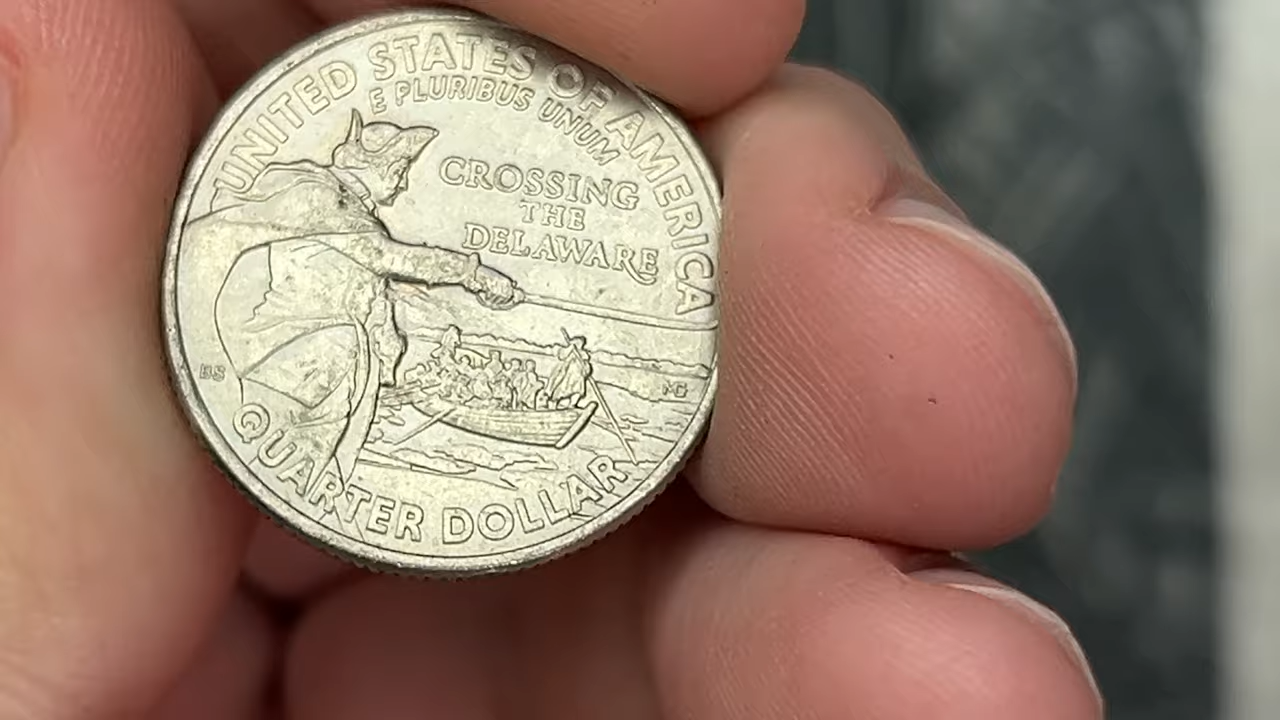 UNITED STATES OF AMERICA
E PLURIBUS UNUM
CROSSING
THE
DELAWARE
BS
MG
QUARTER DOLLAR